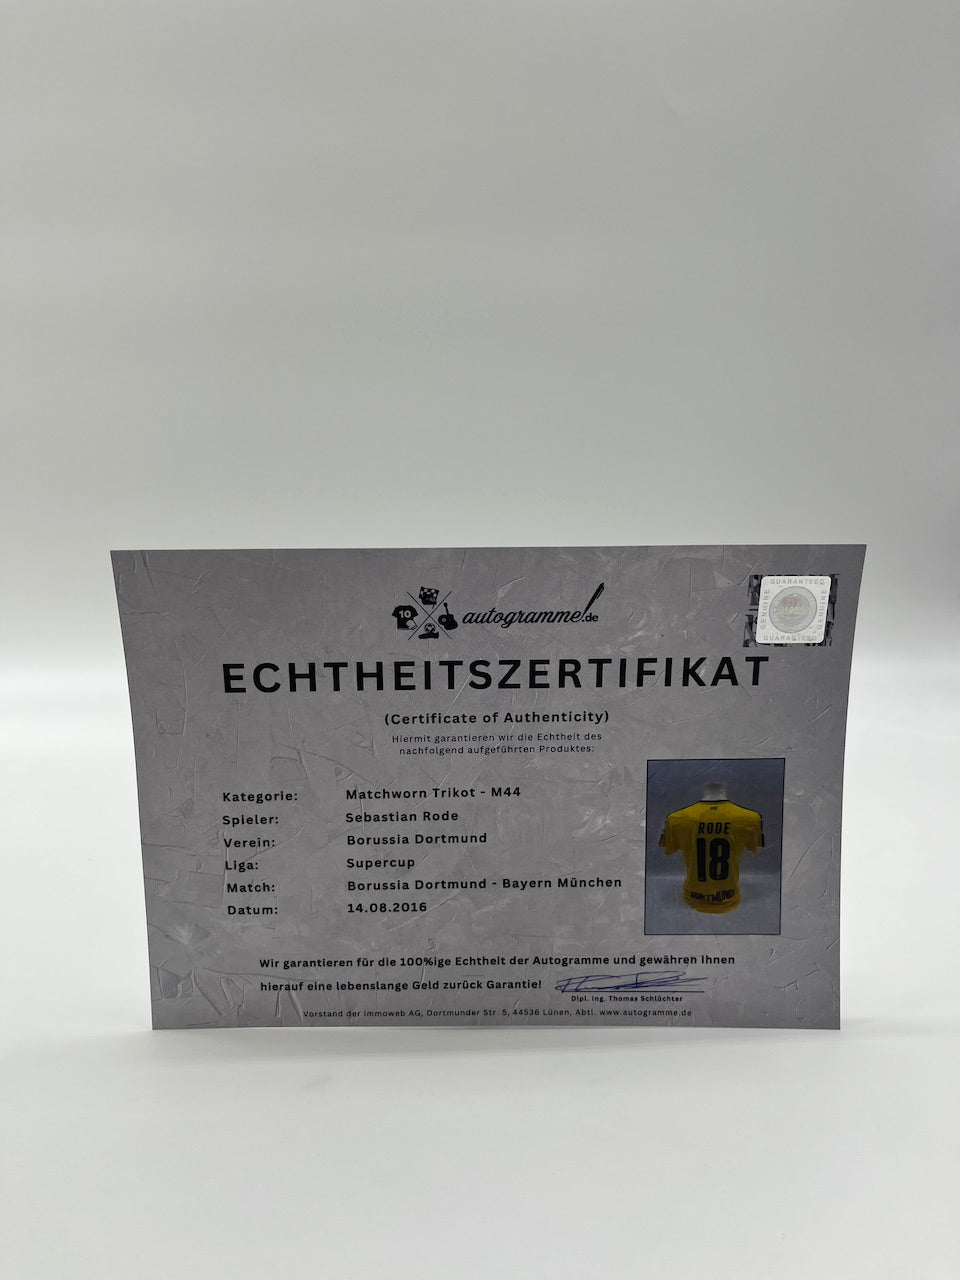 10
autogramme!.de
GUARANTEED
GENUINE
GENUINE
GUARANTEED
ECHTHEITSZERTIFIKAT
(Certificate of Authenticity)
Hiermit garantieren wir die Echtheit des
nachfolgend aufgeführten Produktes:
Kategorie: Matchworn Trikot - M44
Spieler: Sebastian Rode
Verein: Borussia Dortmund
Liga: Supercup
Match: Borussia Dortmund - Bayern München
Datum: 14.08.2016
RODE
18
DORTMUND
Wir garantieren für die 100%ige Echtheit der Autogramme und gewähren Ihnen
hierauf eine lebenslange Geld zurück Garantie!
Dipl. Ing. Thomas Schlüchter
Vorstand der Immoweb AG, Dortmunder Str. 5, 44536 Lünen, Abtl. www.autogramme.de